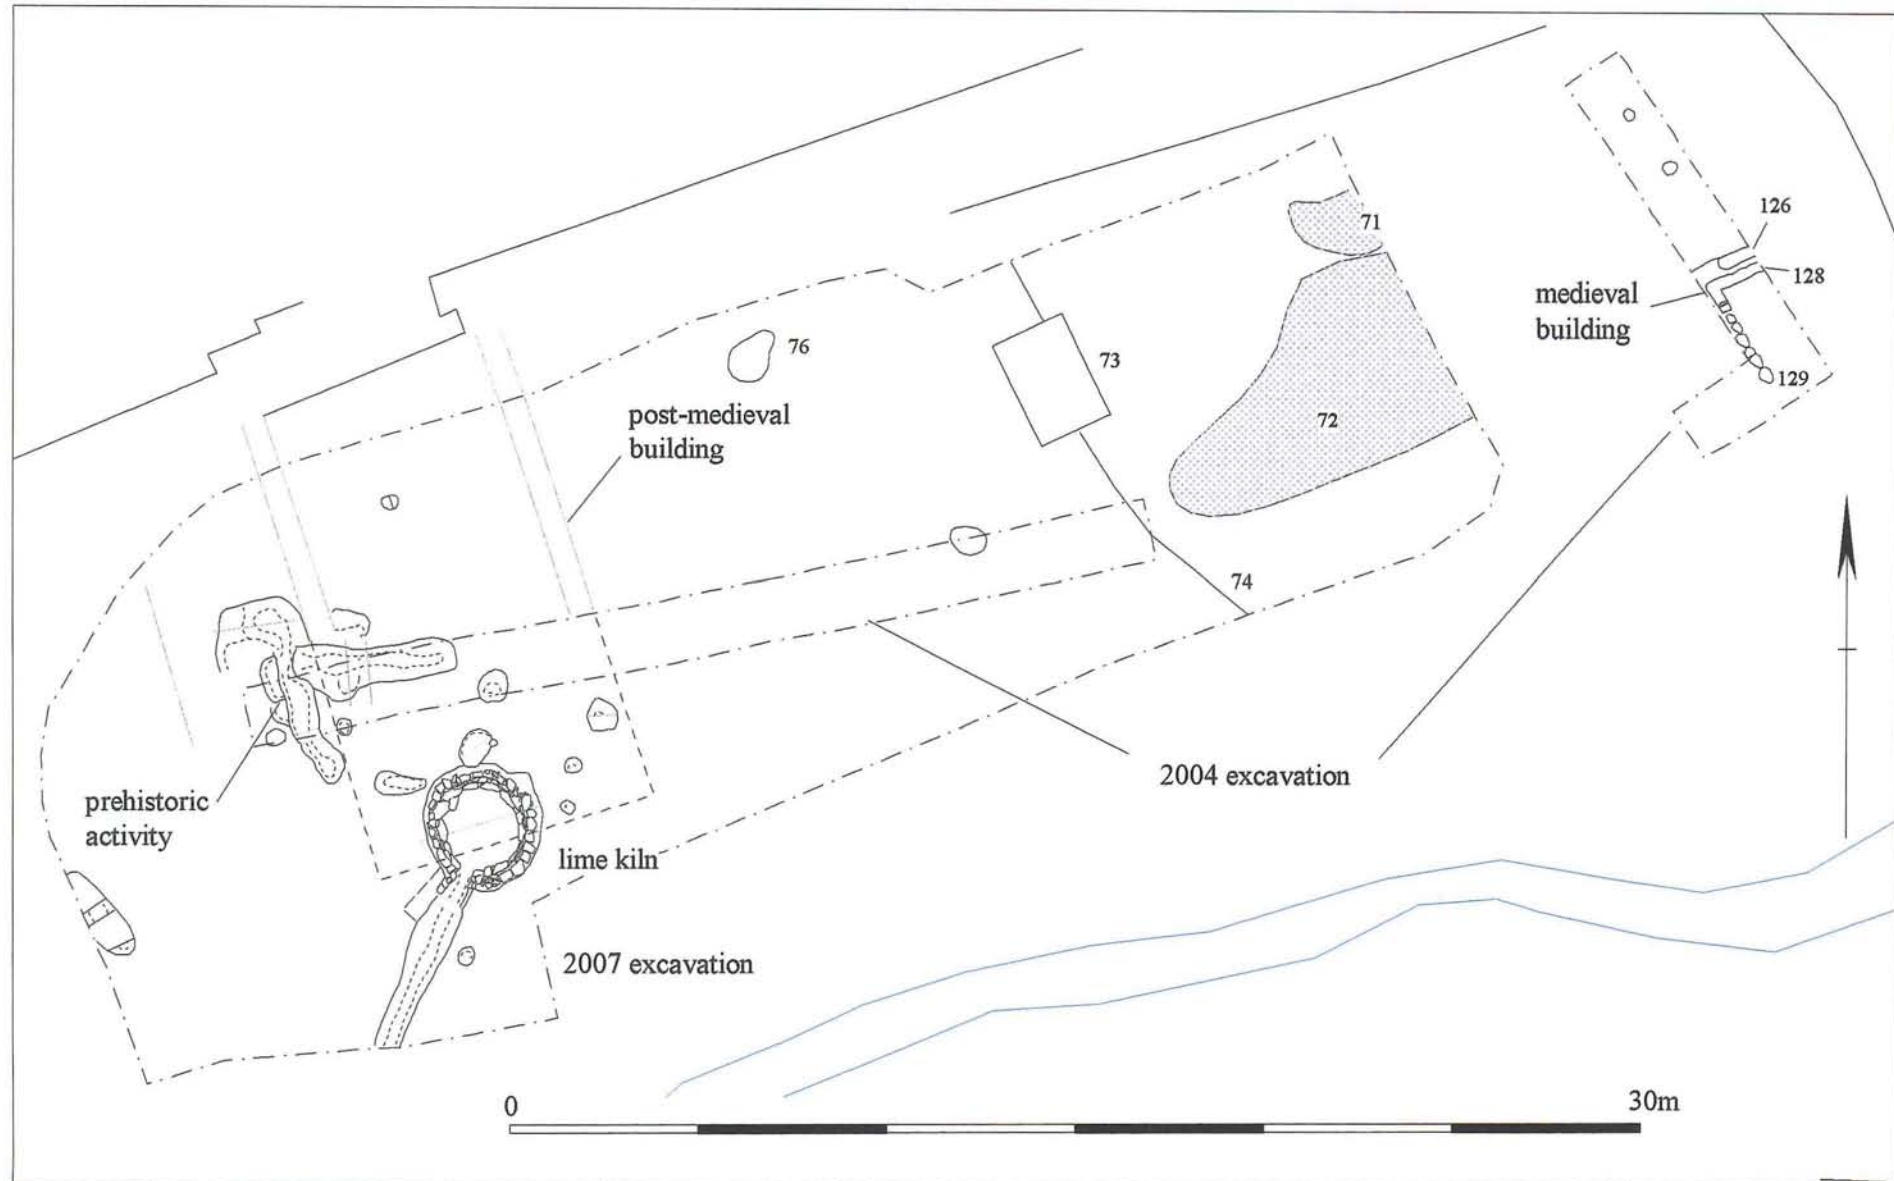 126
71
128
medieval
building
76
73
129
post-medieval
building
72
74
2004 excavation
prehistoric
activity
lime kiln
2007 excavation
0
30m